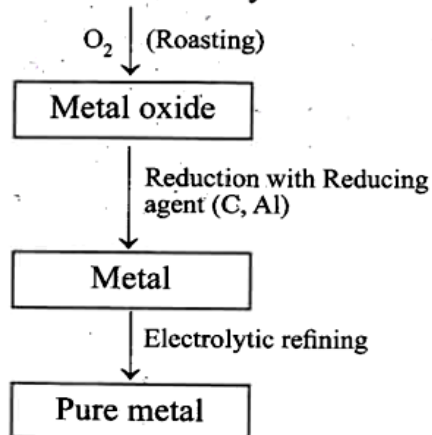 O₂ (Roasting)
Metal oxide
Reduction with Reducing
agent (C, Al)
Metal
Electrolytic refining
Pure metal